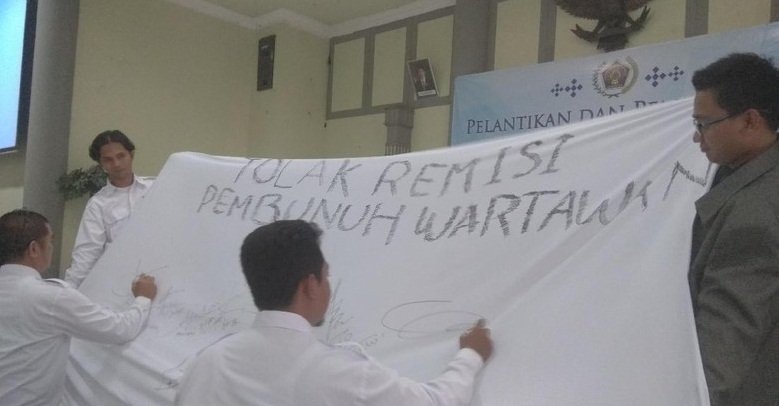 PELANTIKAN DAN
TOLAK REMISI
PEMBUNUH WARTAWAN